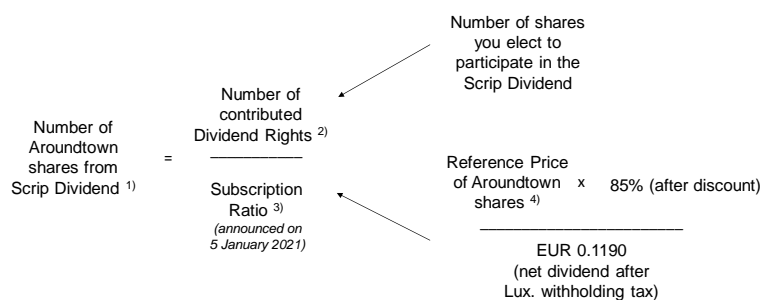 Number of
Aroundtown
shares from
Scrip Dividend 1)
=
Number of
contributed
Dividend Rights 2)
Subscription
Ratio 3)
(announced on
5 January 2021)
Number of shares
you elect to
participate in the
Scrip Dividend
Reference Price
of Aroundtown
shares 4)
x 85% (after discount)
EUR 0.1190
(net dividend after
Lux. withholding tax)